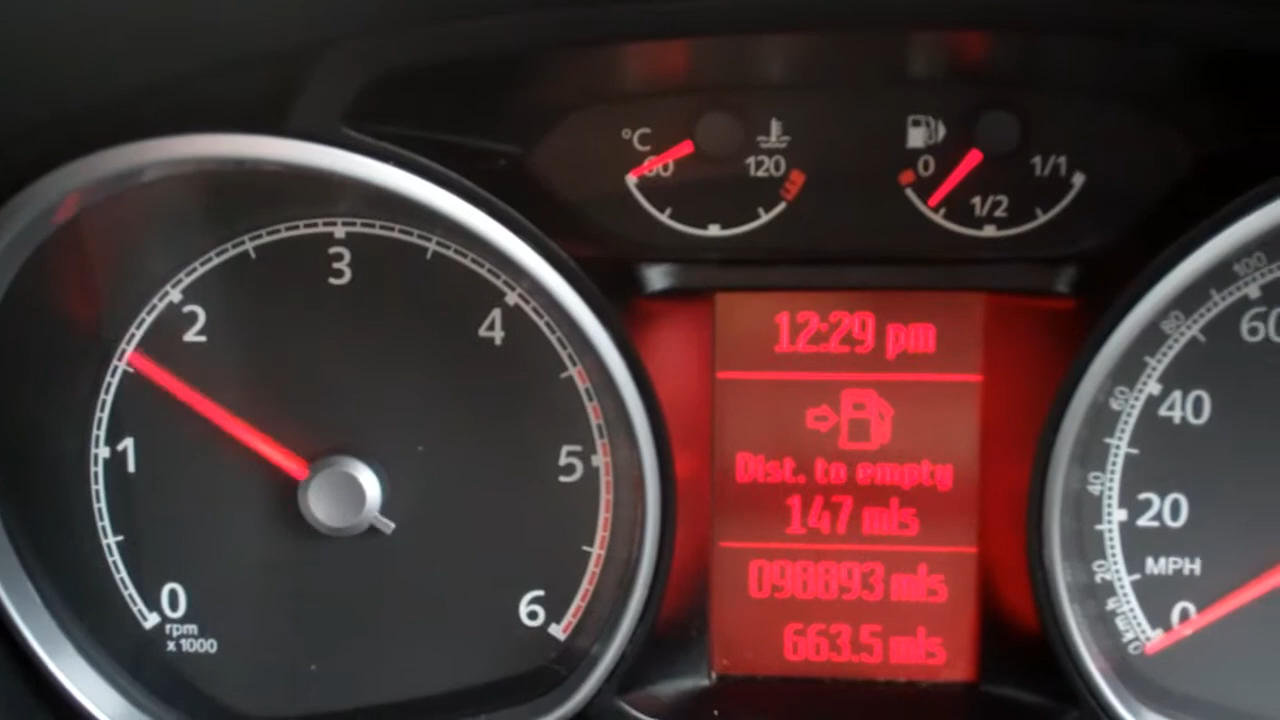 °C
60
120
0
1/2
1/1
0
1
2
3
4
5
6
rpm
x1000
12:29 pm
Dist. to empty
147 mls
098893 mls
663.5 mls
0
20
40
60
MPH
0
20
40
60
80
100
km/h